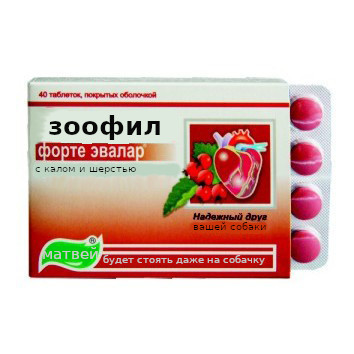 40 таблеток, покрытых оболочкой
зоофил
форте эвалар
с калом и шерстью
Надежный друг
вашей собаки
матвей®
будет стоять даже на собачку